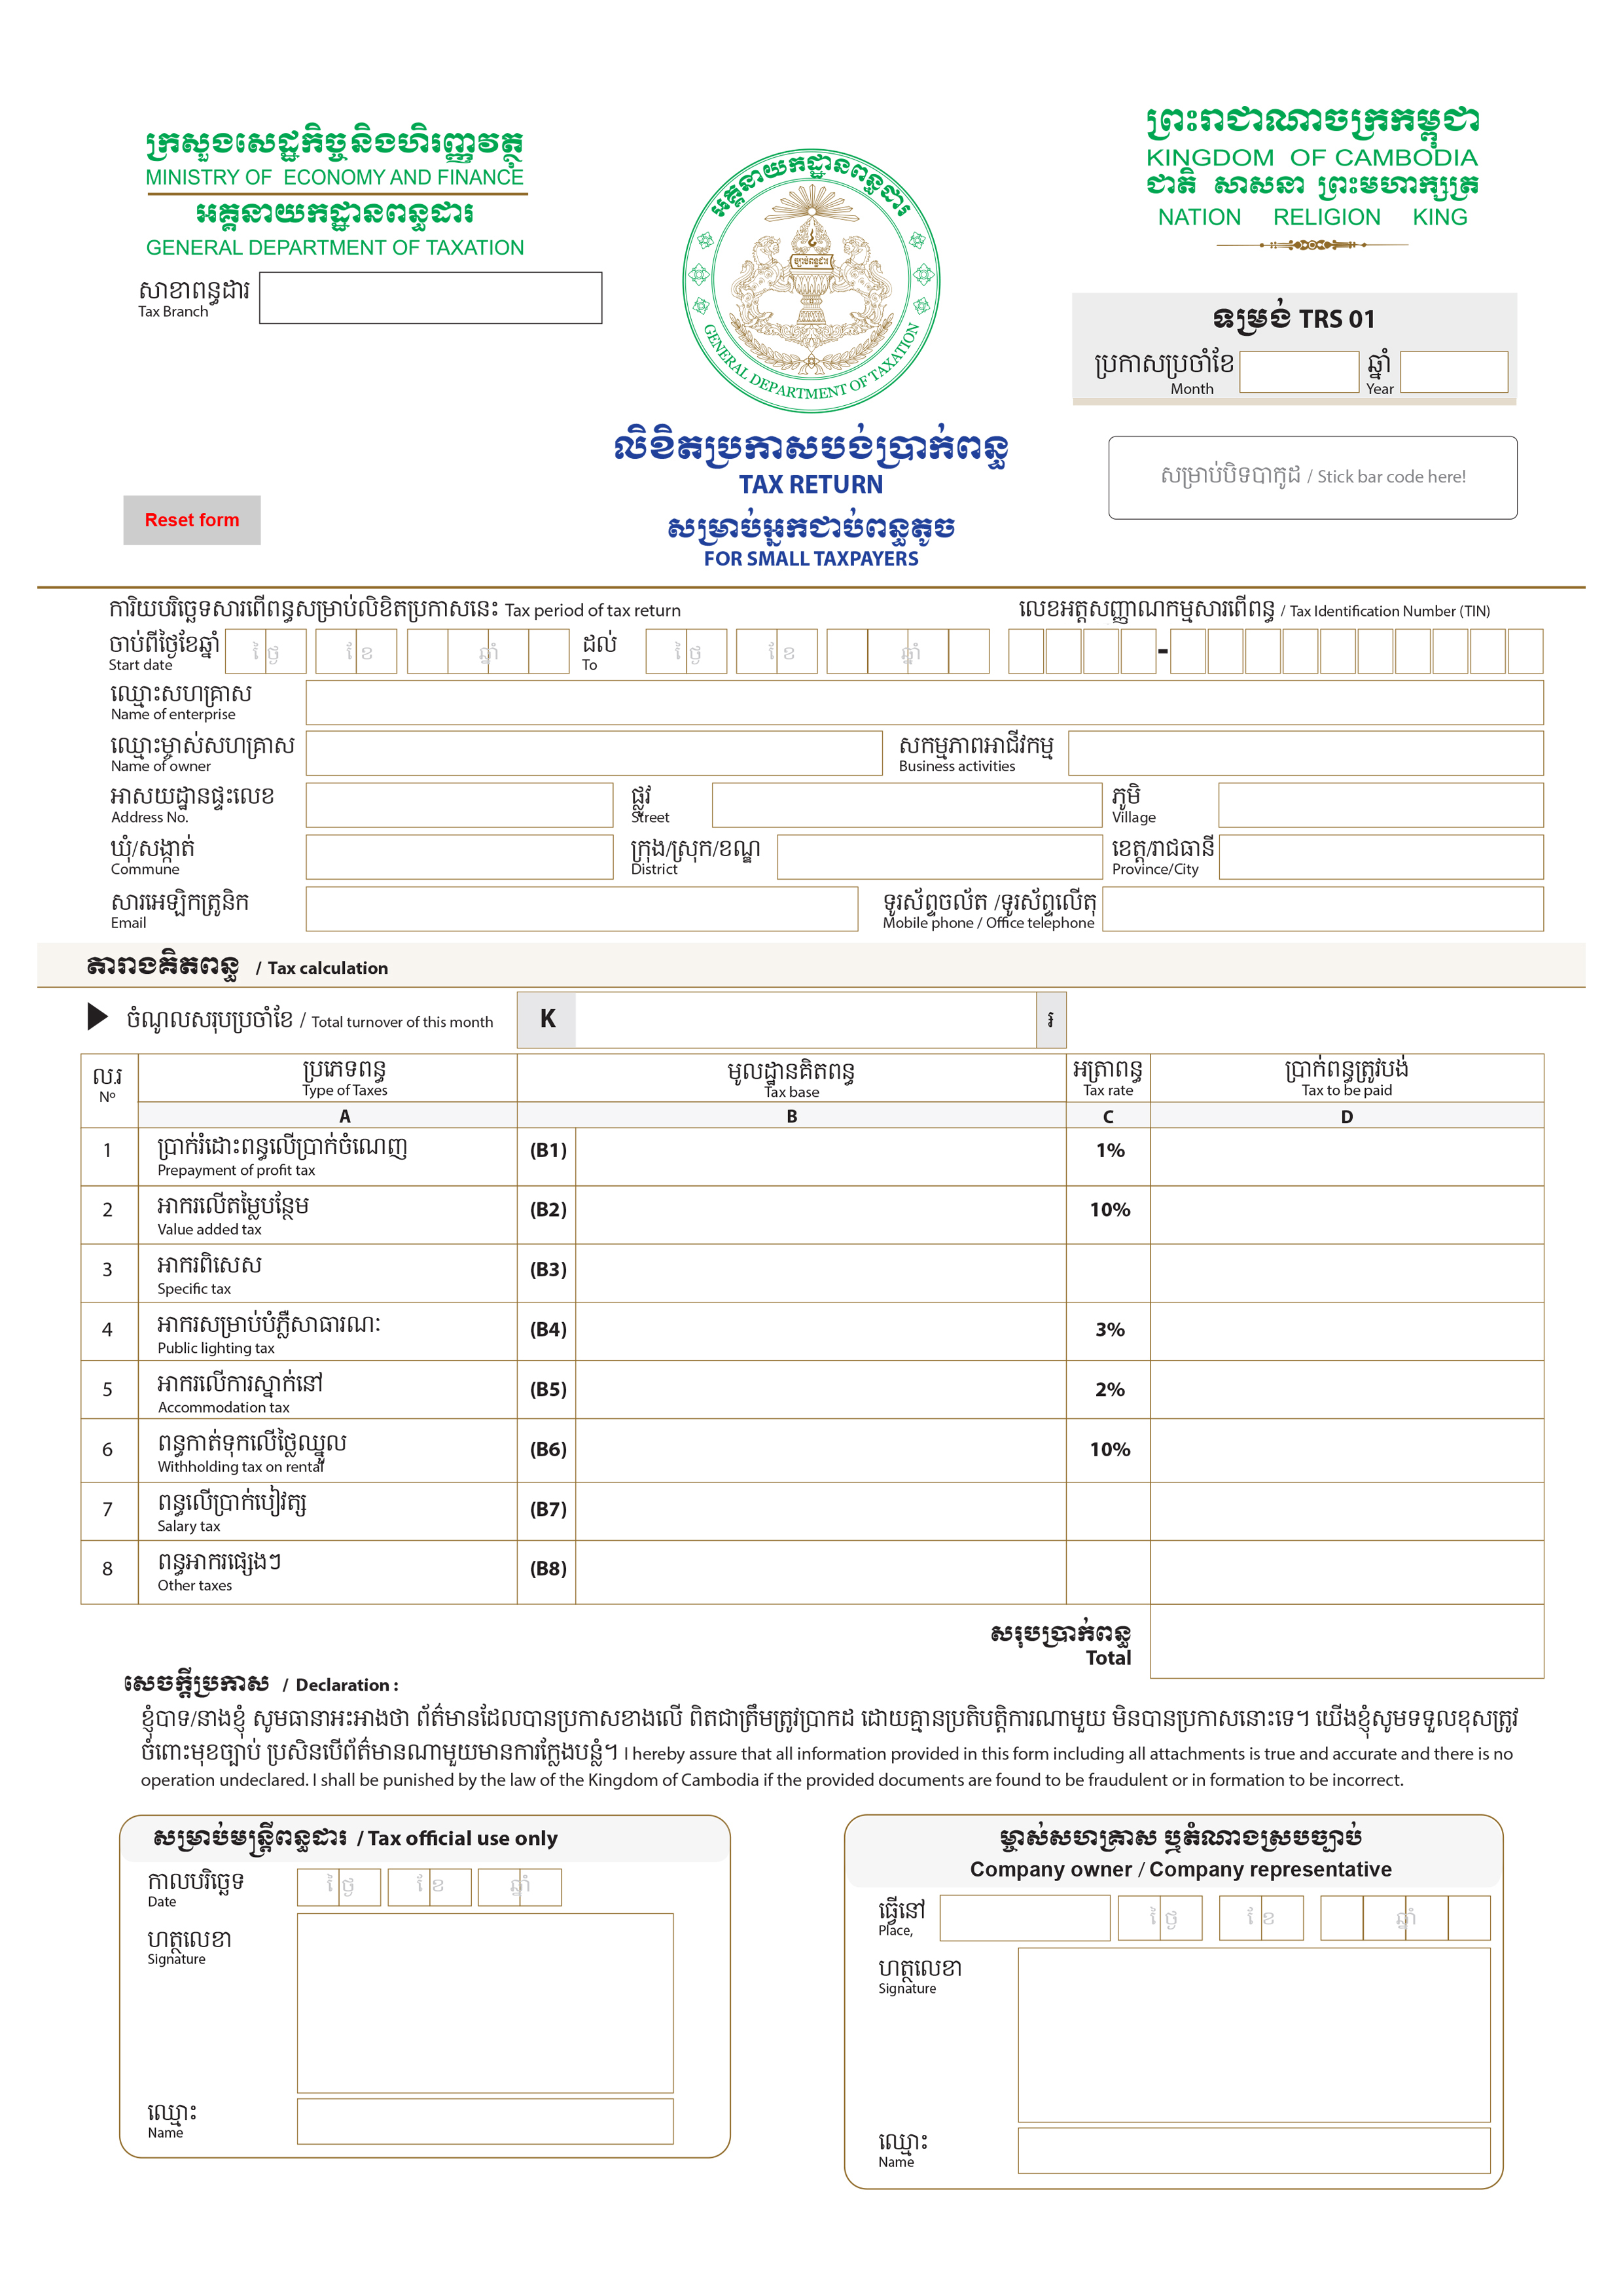 ក្រសួងសេដ្ឋកិច្ចនិងហិរញ្ញវត្ថុ
MINISTRY OF ECONOMY AND FINANCE
អគ្គនាយកដ្ឋានពន្ធដារ
GENERAL DEPARTMENT OF TAXATION
សាខាពន្ធដារ
Tax Branch
អគ្គនាយកដ្ឋានពន្ធដារ
ច្បាប់ពន្ធដារ
GENERAL DEPARTMENT OF TAXATION
ព្រះរាជាណាចក្រកម្ពុជា
KINGDOM OF CAMBODIA
ជាតិ សាសនា ព្រះមហាក្សត្រ
NATION RELIGION KING
ទម្រង់ TRS 01
ប្រកាសប្រចាំខែ ឆ្នាំ
Month Year
សម្រាប់បិទបាកូដ / Stick bar code here!
លិខិតប្រកាសបង់ប្រាក់ពន្ធ
TAX RETURN
សម្រាប់អ្នកជាប់ពន្ធតូច
FOR SMALL TAXPAYERS
Reset form
ការិយបរិច្ឆេទសារពើពន្ធសម្រាប់លិខិតប្រកាសនេះ Tax period of tax return
លេខអត្តសញ្ញាណកម្មសារពើពន្ធ / Tax Identification Number (TIN)
ចាប់ពីថ្ងៃខែឆ្នាំ ថ្ងៃ ខែ ឆ្នាំ ដល់ ថ្ងៃ ខែ ឆ្នាំ -
Start date To
ឈ្មោះសហគ្រាស
Name of enterprise
ឈ្មោះម្ចាស់សហគ្រាស សកម្មភាពអាជីវកម្ម
Name of owner Business activities
អាសយដ្ឋានផ្ទះលេខ ផ្លូវ ភូមិ
Address No. Street Village
ឃុំ/សង្កាត់ ក្រុង/ស្រុក/ខណ្ឌ ខេត្ត/រាជធានី
Commune District Province/City
សារអេឡិកត្រូនិក ទូរស័ព្ទចល័ត /ទូរស័ព្ទលើតុ
Email Mobile phone / Office telephone
តារាងគិតពន្ធ / Tax calculation
ចំណូលសរុបប្រចាំខែ / Total turnover of this month K រ
ល.រ ប្រភេទពន្ធ មូលដ្ឋានគិតពន្ធ អត្រាពន្ធ ប្រាក់ពន្ធត្រូវបង់
Nº Type of Taxes Tax base Tax rate Tax to be paid
A B C D
1 ប្រាក់រំដោះពន្ធលើប្រាក់ចំណេញ (B1) 1%
Prepayment of profit tax
2 អាករលើតម្លៃបន្ថែម (B2) 10%
Value added tax
3 អាករពិសេស (B3)
Specific tax
4 អាករសម្រាប់បំភ្លឺសាធារណៈ (B4) 3%
Public lighting tax
5 អាករលើការស្នាក់នៅ (B5) 2%
Accommodation tax
6 ពន្ធកាត់ទុកលើថ្លៃឈ្នួល (B6) 10%
Withholding tax on rental
7 ពន្ធលើប្រាក់បៀវត្ស (B7)
Salary tax
8 ពន្ធអាករផ្សេងៗ (B8)
Other taxes
សរុបប្រាក់ពន្ធ
Total
សេចក្តីប្រកាស / Declaration :
ខ្ញុំបាទ/នាងខ្ញុំ សូមធានាអះអាងថា ព័ត៌មានដែលបានប្រកាសខាងលើ ពិតជាត្រឹមត្រូវប្រាកដ ដោយគ្មានប្រតិបត្តិការណាមួយ មិនបានប្រកាសនោះទេ។ យើងខ្ញុំសូមទទួលខុសត្រូវ
ចំពោះមុខច្បាប់ ប្រសិនបើព័ត៌មានណាមួយមានការក្លែងបន្លំ។ I hereby assure that all information provided in this form including all attachments is true and accurate and there is no
operation undeclared. I shall be punished by the law of the Kingdom of Cambodia if the provided documents are found to be fraudulent or in formation to be incorrect.
សម្រាប់មន្ត្រីពន្ធដារ / Tax official use only
កាលបរិច្ឆេទ ថ្ងៃ ខែ ឆ្នាំ
Date
ហត្ថលេខា
Signature
ឈ្មោះ
Name
ម្ចាស់សហគ្រាស ឬតំណាងស្របច្បាប់
Company owner / Company representative
ធ្វើនៅ ថ្ងៃ ខែ ឆ្នាំ
Place,
ហត្ថលេខា
Signature
ឈ្មោះ
Name